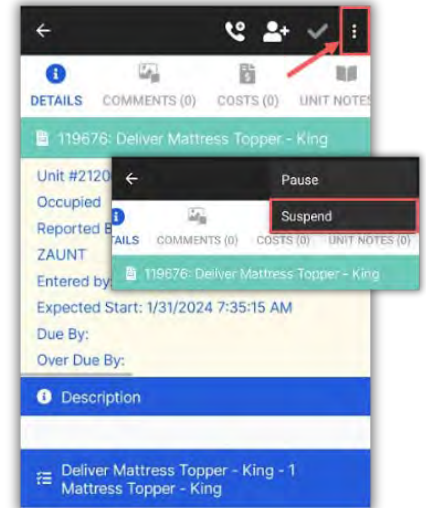 DETAILS COMMENTS (0) COSTS (0) UNIT NOTES
119676: Deliver Mattress Topper - King
Unit #2120
Occupied
Reported B
ZAUNT
Entered by:
Expected Start: 1/31/2024 7:35:15 AM
Due By:
Over Due By:
Description
Deliver Mattress Topper - King - 1
Mattress Topper - King
Pause
Suspend
TAILS COMMENTS (0) COSTS (0) UNIT NOTES (0)
119676: Deliver Mattress Topper - King